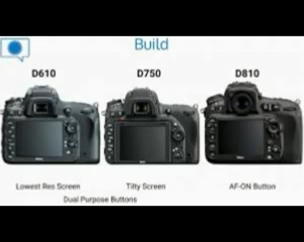 Build
D610 D750 D810
Lowest Res Screen Tilty Screen AF-ON Button
Dual Purpose Buttons